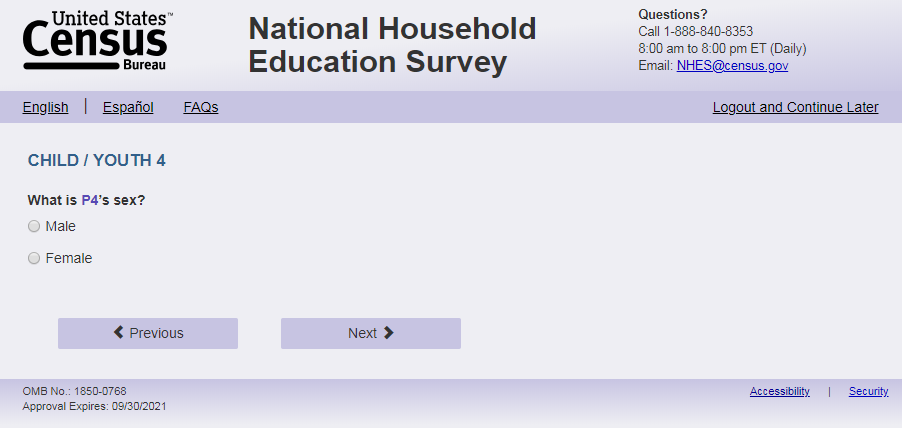 United States™
Census
Bureau
National Household
Education Survey
Questions?
Call 1-888-840-8353
8:00 am to 8:00 pm ET (Daily)
Email: NHES@census.gov
English | Español FAQs Logout and Continue Later
CHILD / YOUTH 4
What is P4's sex?
Male
Female
Previous Next
OMB No.: 1850-0768
Approval Expires: 09/30/2021
Accessibility | Security